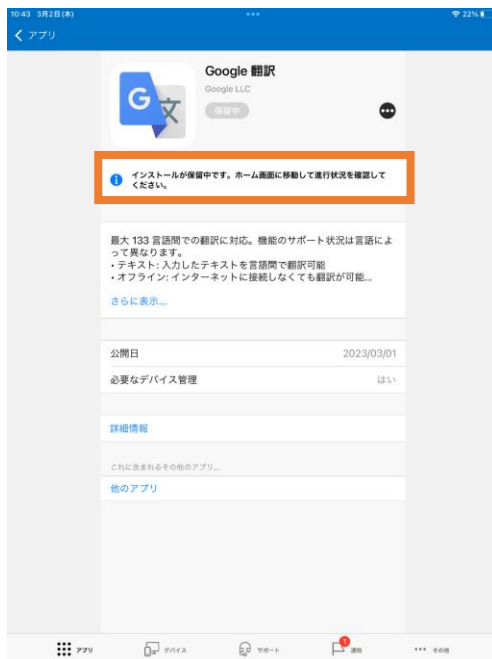 10:43 3月2日(木)
22%
アプリ
Google 翻訳
Google LLC
保留中
インストールが保留中です。ホーム画面に移動して進行状況を確認して
ください。
最大 133 言語間での翻訳に対応。機能のサポート状況は言語によ
って異なります。
・テキスト: 入力したテキストを言語間で翻訳可能
・オフライン: インターネットに接続しなくても翻訳が可能...
さらに表示...
公開日 2023/03/01
必要なデバイス管理 はい
詳細情報
これに含まれるその他のアプリ...
他のアプリ
アプリ デバイス サポート 1 通知 その他